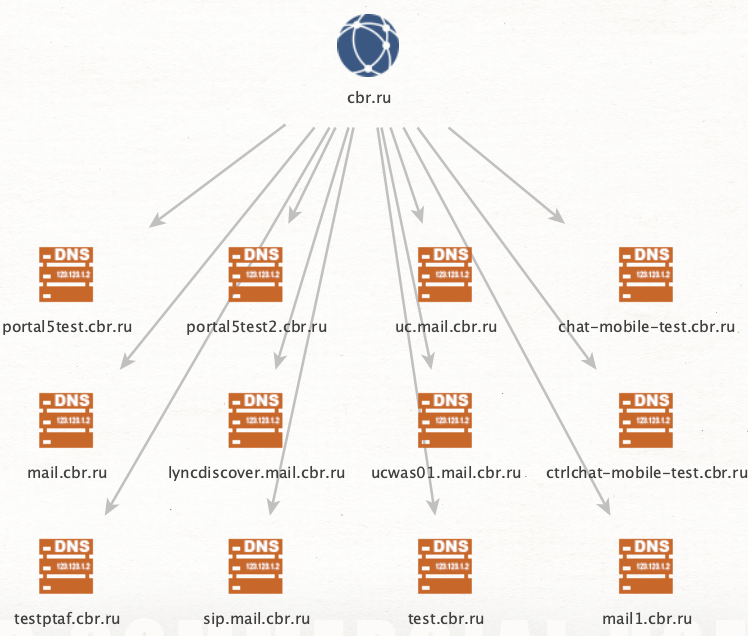 cbr.ru
DNS DNS DNS DNS
123.123.1.2 123.123.1.2 123.123.1.2 123.123.1.2
portal5test.cbr.ru portal5test2.cbr.ru uc.mail.cbr.ru chat-mobile-test.cbr.ru
DNS DNS DNS DNS
123.123.1.2 123.123.1.2 123.123.1.2 123.123.1.2
mail.cbr.ru lyncdiscover.mail.cbr.ru ucwas01.mail.cbr.ru ctrlchat-mobile-test.cbr.ru
DNS DNS DNS DNS
123.123.1.2 123.123.1.2 123.123.1.2 123.123.1.2
testptaf.cbr.ru sip.mail.cbr.ru test.cbr.ru mail1.cbr.ru